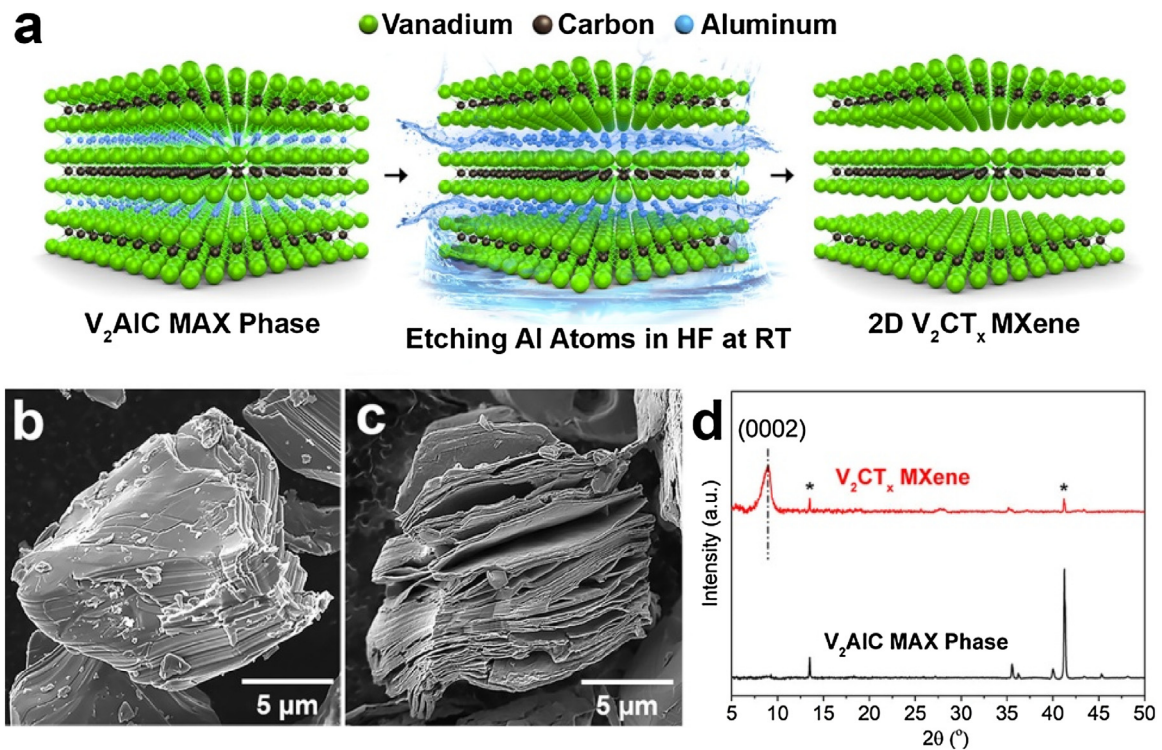 a
Vanadium Carbon Aluminum
V₂AlC MAX Phase
Etching Al Atoms in HF at RT
2D V₂CTₓ MXene
b
5 µm
c
5 µm
d
(0002)
V₂CTₓ MXene
*
*
V₂AlC MAX Phase
Intensity (a.u.)
5 10 15 20 25 30 35 40 45 50
2θ (°)